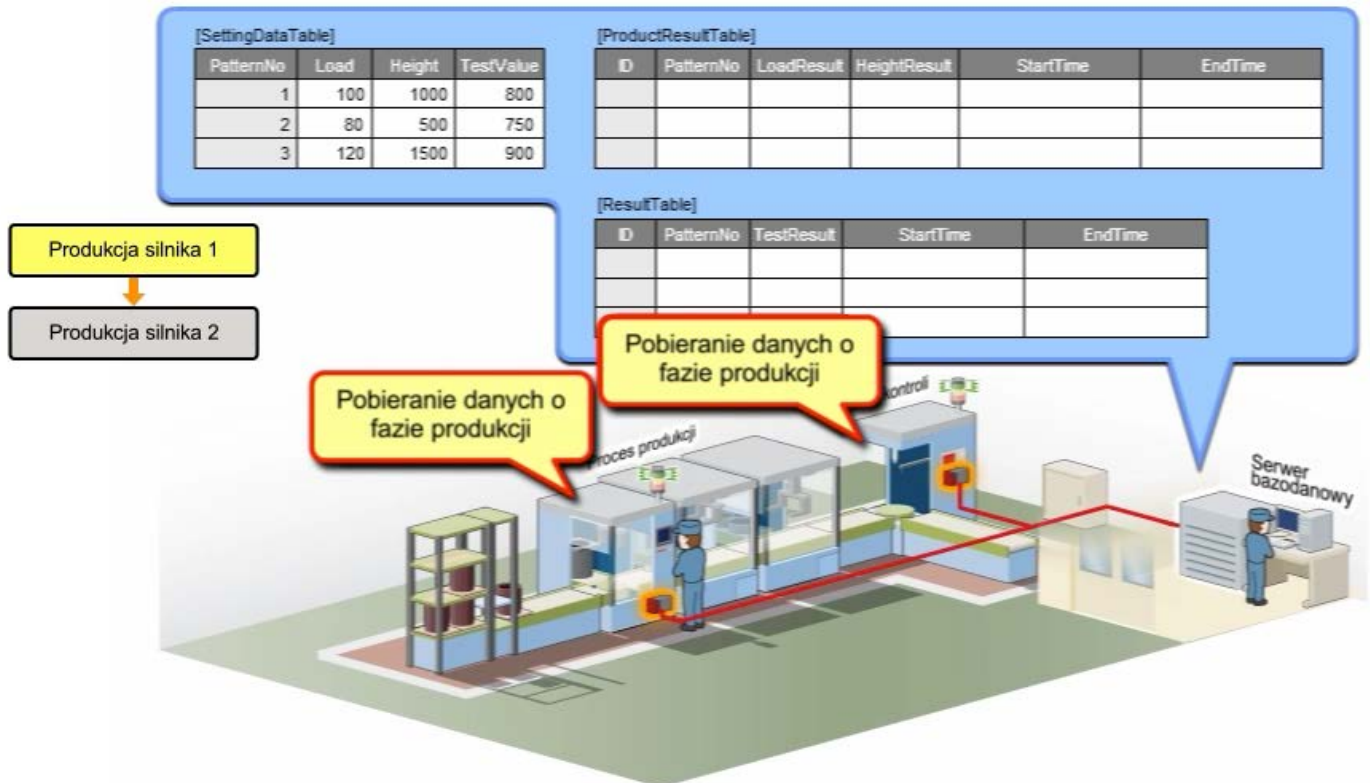 [SettingDataTable]
PatternNo Load Height TestValue
1 100 1000 800
2 80 500 750
3 120 1500 900
[ProductResultTable]
ID PatternNo LoadResult HeightResult StartTime EndTime
[ResultTable]
ID PatternNo TestResult StartTime EndTime
Produkcja silnika 1
Produkcja silnika 2
Pobieranie danych o
fazie produkcji
Pobieranie danych o
fazie produkcji
Proces produkcji
kontroli
Serwer
bazodanowy